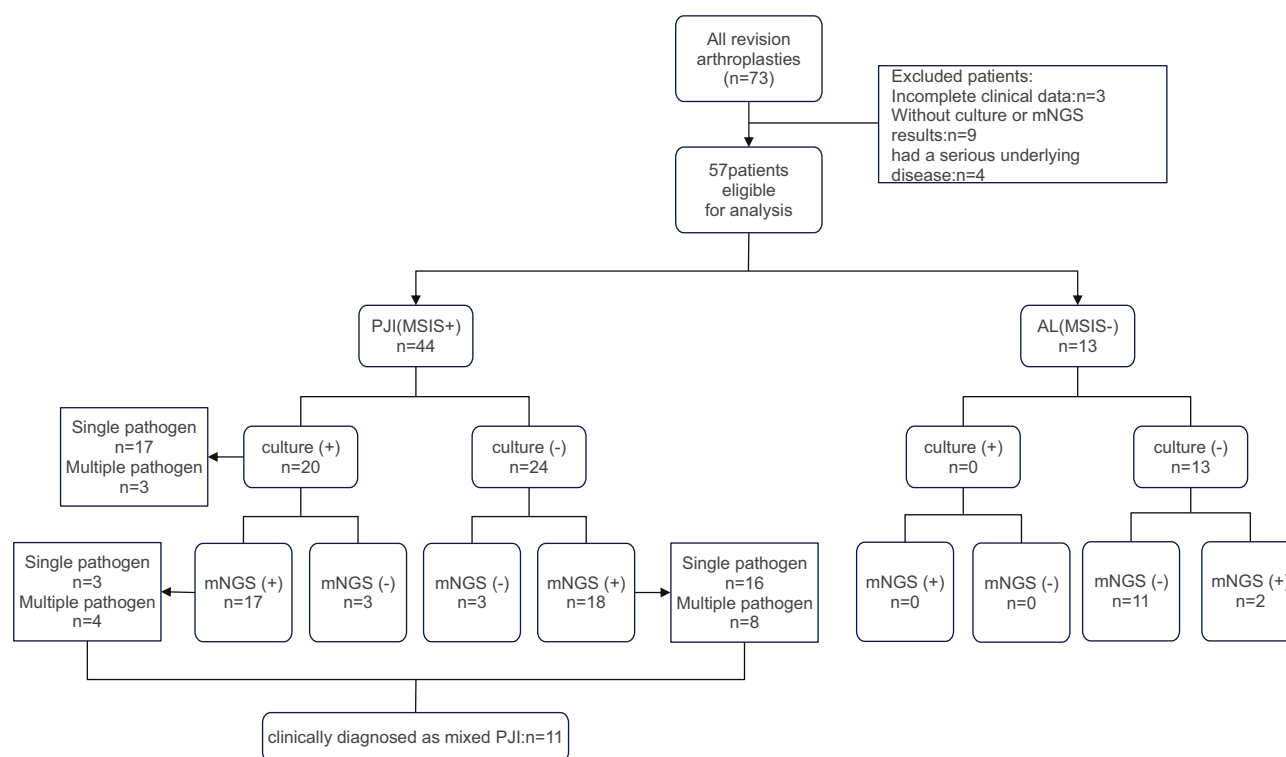 All revision
arthroplasties
(n=73)
Excluded patients:
Incomplete clinical data:n=3
Without culture or mNGS
results:n=9
had a serious underlying
disease:n=4
57patients
eligible
for analysis
PJI(MSIS+)
n=44
AL(MSIS-)
n=13
Single pathogen
n=17
Multiple pathogen
n=3
culture (+)
n=20
culture (-)
n=24
culture (+)
n=0
culture (-)
n=13
Single pathogen
n=3
Multiple pathogen
n=4
mNGS (+)
n=17
mNGS (-)
n=3
mNGS (-)
n=3
mNGS (+)
n=18
Single pathogen
n=16
Multiple pathogen
n=8
mNGS (+)
n=0
mNGS (-)
n=0
mNGS (-)
n=11
mNGS (+)
n=2
clinically diagnosed as mixed PJI:n=11